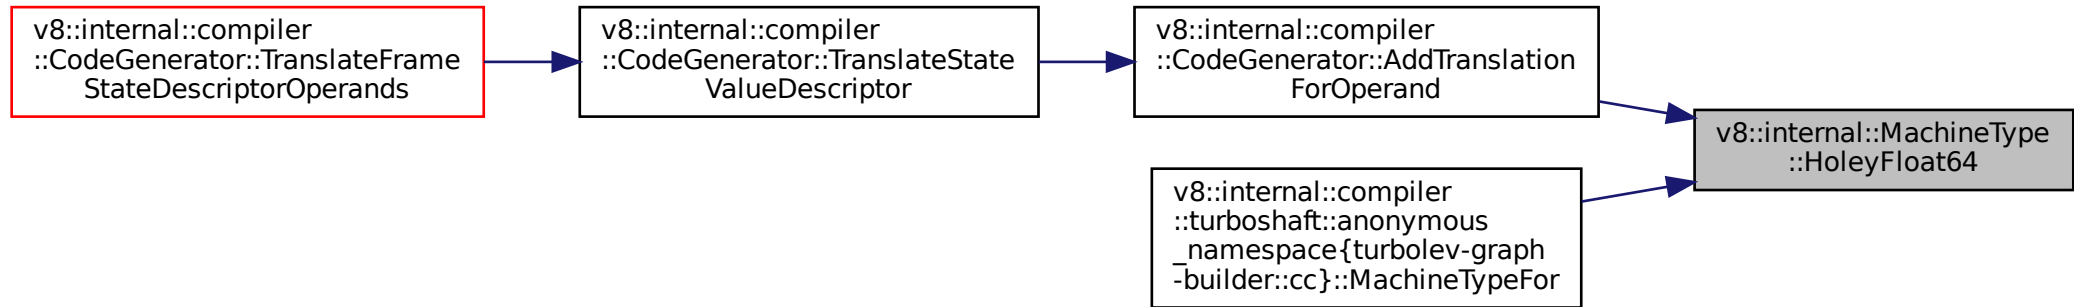 v8::internal::compiler
::CodeGenerator::TranslateFrame
StateDescriptorOperands
v8::internal::compiler
::CodeGenerator::TranslateState
ValueDescriptor
v8::internal::compiler
::CodeGenerator::AddTranslation
ForOperand
v8::internal::MachineType
::HoleyFloat64
v8::internal::compiler
::turboshaft::anonymous
_namespace{turbolev-graph
-builder::cc}::MachineTypeFor